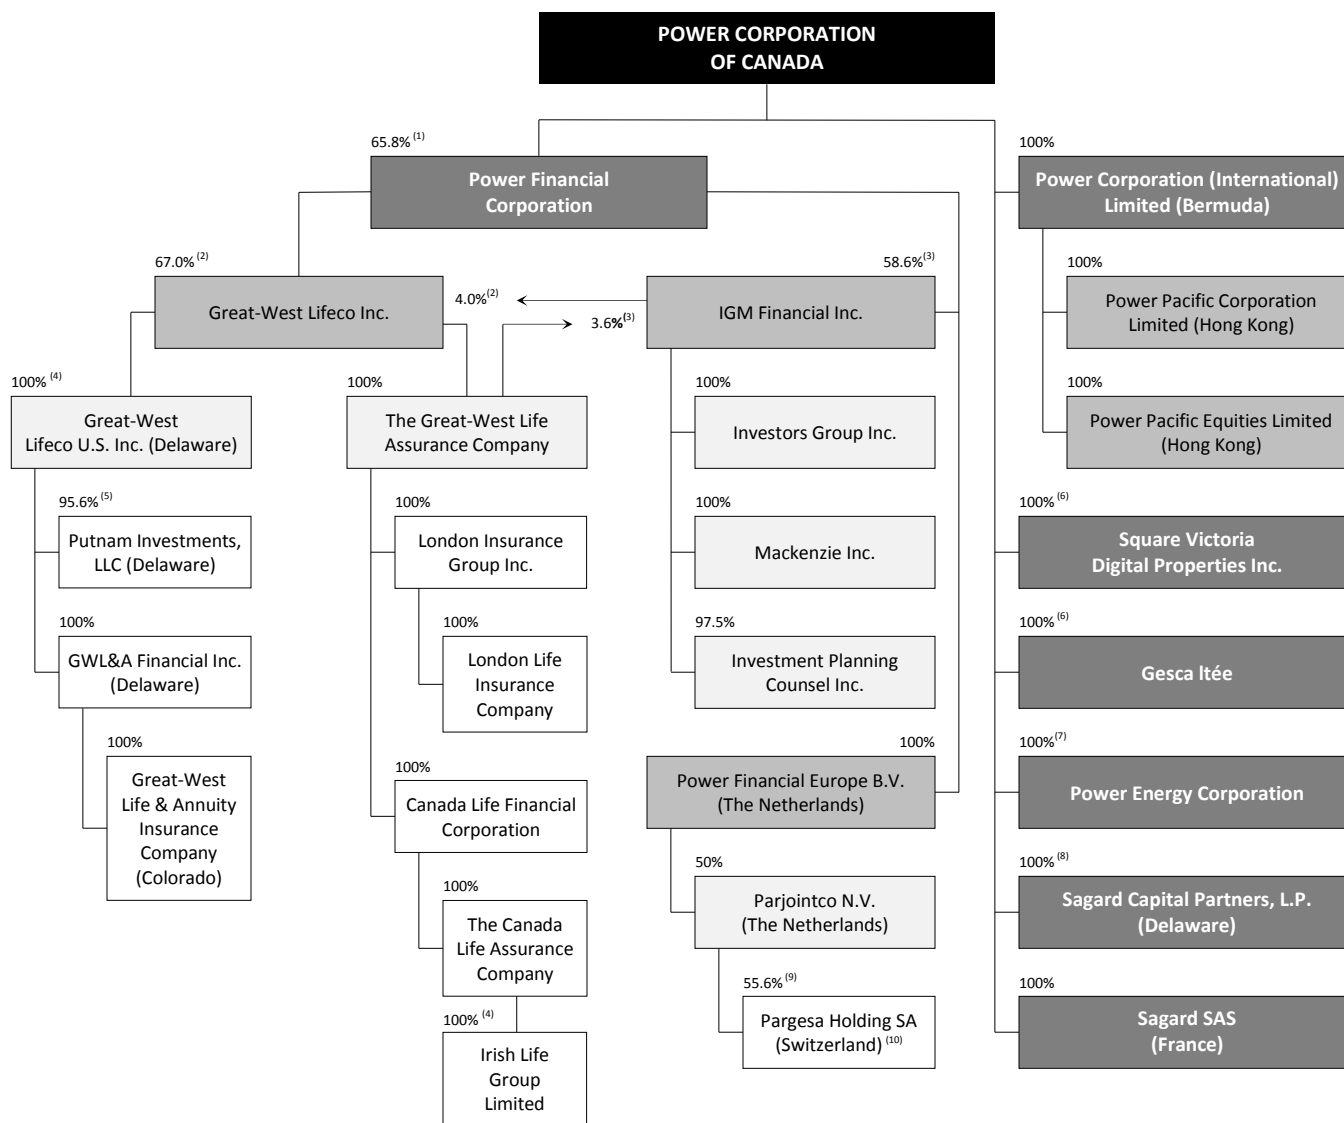 POWER CORPORATION
OF CANADA
65.8% (1)
Power Financial
Corporation
100%
Power Corporation (International)
Limited (Bermuda)
67.0% (2)
Great-West Lifeco Inc.
4.0%(2)
3.6%(3)
58.6%(3)
IGM Financial Inc.
100%
Power Pacific Corporation
Limited (Hong Kong)
100% (4)
Great-West
Lifeco U.S. Inc. (Delaware)
100%
The Great-West Life
Assurance Company
100%
Investors Group Inc.
100%
Power Pacific Equities Limited
(Hong Kong)
95.6% (5)
Putnam Investments,
LLC (Delaware)
100%
London Insurance
Group Inc.
100%
Mackenzie Inc.
100% (6)
Square Victoria
Digital Properties Inc.
100%
GWL&A Financial Inc.
(Delaware)
100%
London Life
Insurance
Company
97.5%
Investment Planning
Counsel Inc.
100% (6)
Gesca ltée
100%
Great-West
Life & Annuity
Insurance
Company
(Colorado)
100%
Canada Life Financial
Corporation
100%
Power Financial Europe B.V.
(The Netherlands)
100%(7)
Power Energy Corporation
100%
The Canada
Life Assurance
Company
50%
Parjointco N.V.
(The Netherlands)
100% (8)
Sagard Capital Partners, L.P.
(Delaware)
100% (4)
Irish Life
Group
Limited
55.6% (9)
Pargesa Holding SA
(Switzerland) (10)
100%
Sagard SAS
(France)